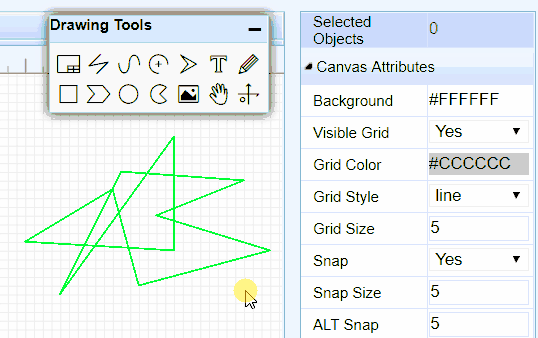 Drawing Tools
Selected Objects 0
Canvas Attributes
Background #FFFFFF
Visible Grid Yes
Grid Color #CCCCCC
Grid Style line
Grid Size 5
Snap Yes
Snap Size 5
ALT Snap 5